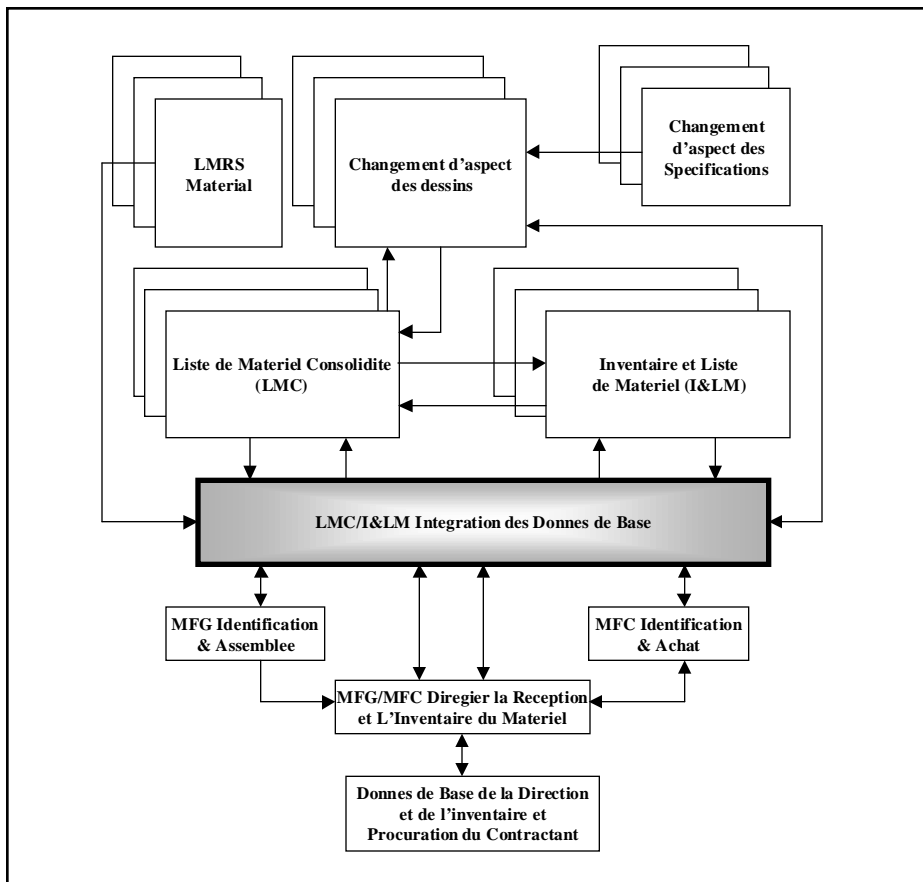 LMRS
Material
Changement d'aspect
des dessins
Changement
d'aspect des
Specifications
Liste de Materiel Consolidite
(LMC)
Inventaire et Liste
de Materiel (I&LM)
LMC/I&LM Integration des Donnes de Base
MFG Identification
& Assemblee
MFC Identification
& Achat
MFG/MFC Diregier la Reception
et L'Inventaire du Materiel
Donnes de Base de la Direction
et de l'inventaire et
Procuration du Contractant